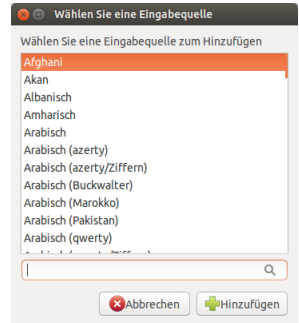 Wählen Sie eine Eingabequelle
Wählen Sie eine Eingabequelle zum Hinzufügen
Afghani
Akan
Albanisch
Amharisch
Arabisch
Arabisch (azerty)
Arabisch (azerty/Ziffern)
Arabisch (Buckwalter)
Arabisch (Marokko)
Arabisch (Pakistan)
Arabisch (qwerty)
Abbrechen
Hinzufügen